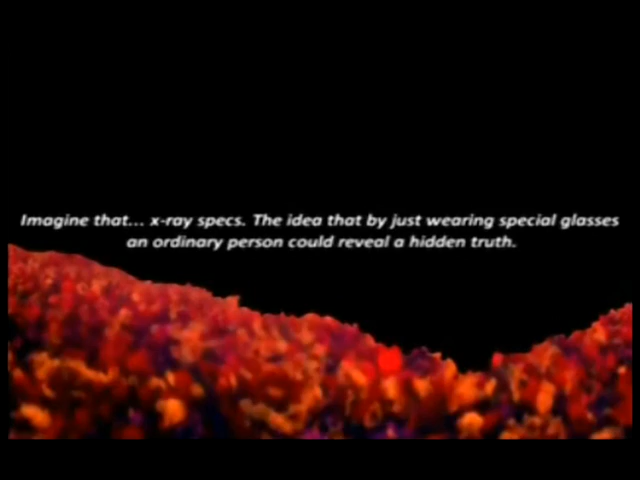 Imagine that... x-ray specs. The idea that by just wearing special glasses
an ordinary person could reveal a hidden truth.